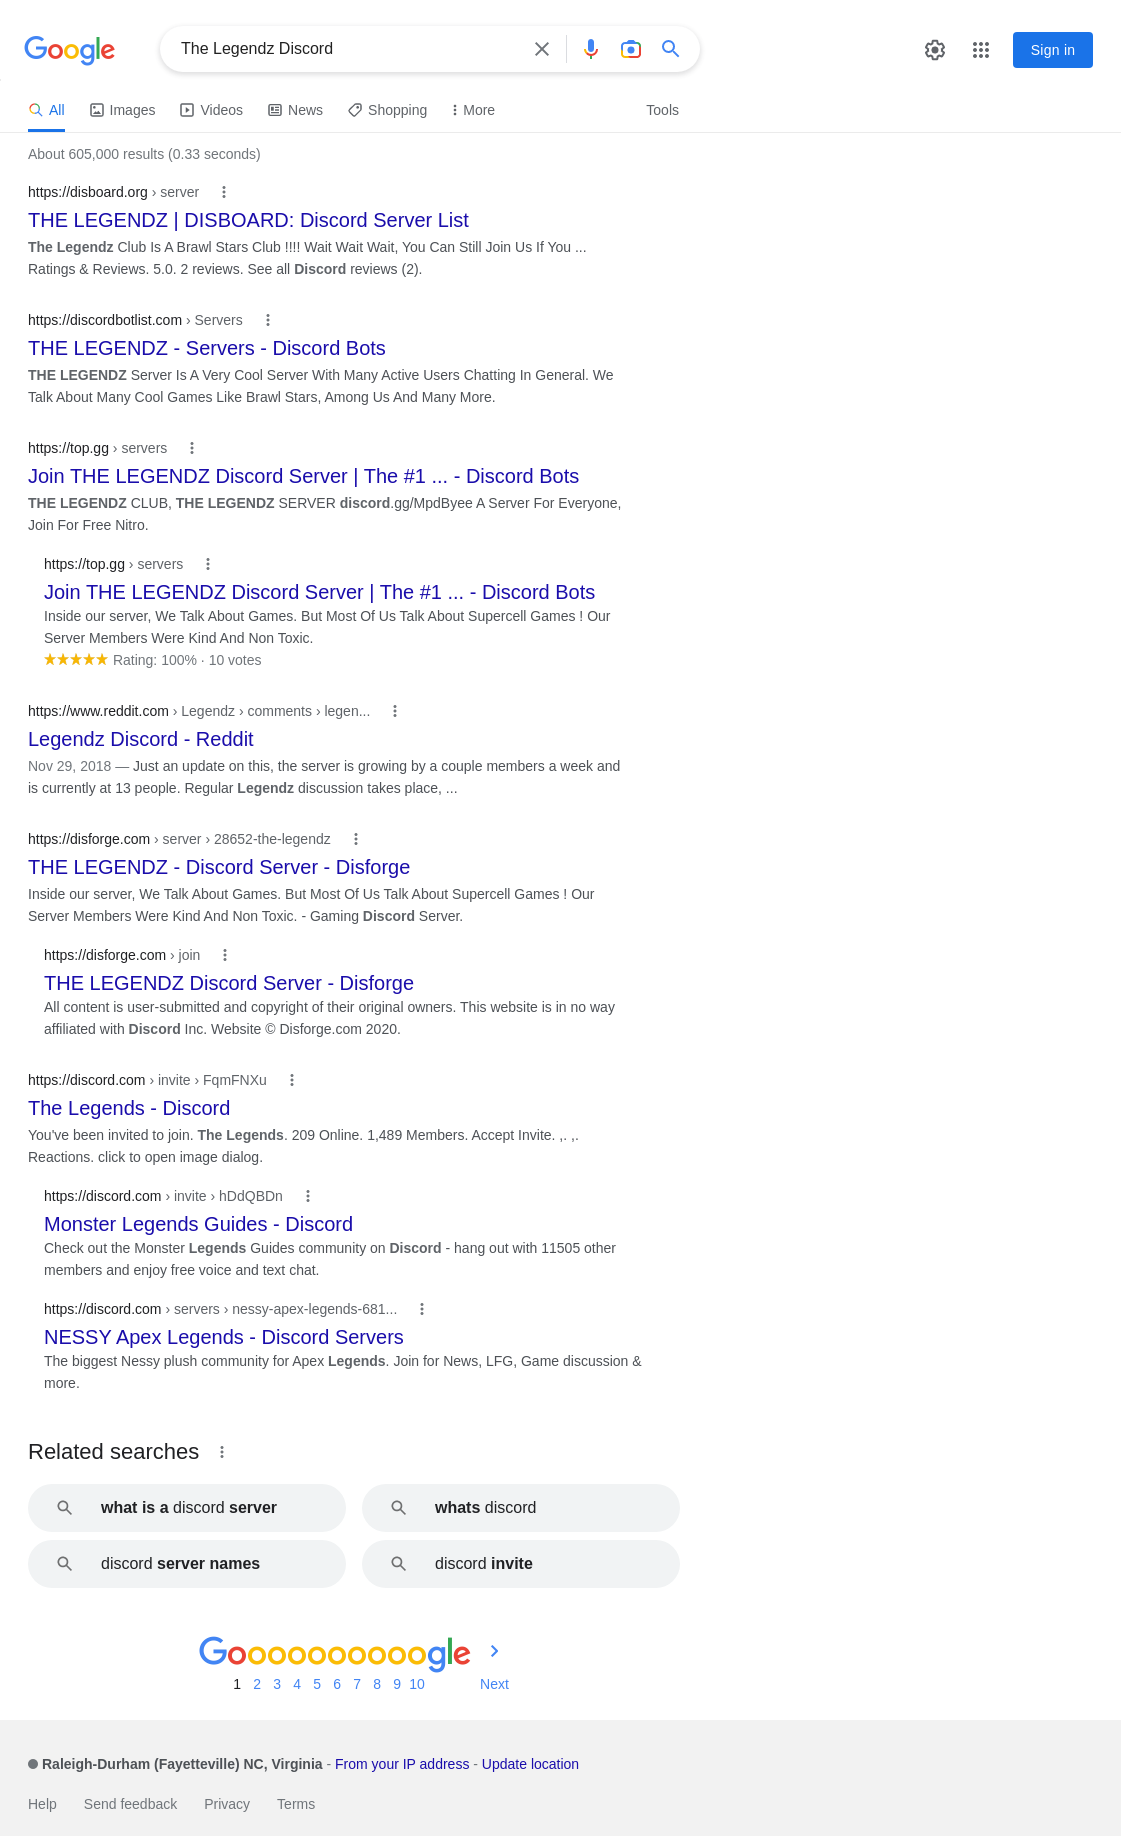 Google
The Legendz Discord
Sign in
All Images Videos News Shopping More Tools
About 605,000 results (0.33 seconds)
https://disboard.org › server
THE LEGENDZ | DISBOARD: Discord Server List
The Legendz Club Is A Brawl Stars Club !!!! Wait Wait Wait, You Can Still Join Us If You ...
Ratings & Reviews. 5.0. 2 reviews. See all Discord reviews (2).
https://discordbotlist.com › Servers
THE LEGENDZ - Servers - Discord Bots
THE LEGENDZ Server Is A Very Cool Server With Many Active Users Chatting In General. We
Talk About Many Cool Games Like Brawl Stars, Among Us And Many More.
https://top.gg › servers
Join THE LEGENDZ Discord Server | The #1 ... - Discord Bots
THE LEGENDZ CLUB, THE LEGENDZ SERVER discord.gg/MpdByee A Server For Everyone,
Join For Free Nitro.
https://top.gg › servers
Join THE LEGENDZ Discord Server | The #1 ... - Discord Bots
Inside our server, We Talk About Games. But Most Of Us Talk About Supercell Games ! Our
Server Members Were Kind And Non Toxic.
Rating: 100% · 10 votes
https://www.reddit.com › Legendz › comments › legen...
Legendz Discord - Reddit
Nov 29, 2018 — Just an update on this, the server is growing by a couple members a week and
is currently at 13 people. Regular Legendz discussion takes place, ...
https://disforge.com › server › 28652-the-legendz
THE LEGENDZ - Discord Server - Disforge
Inside our server, We Talk About Games. But Most Of Us Talk About Supercell Games ! Our
Server Members Were Kind And Non Toxic. - Gaming Discord Server.
https://disforge.com › join
THE LEGENDZ Discord Server - Disforge
All content is user-submitted and copyright of their original owners. This website is in no way
affiliated with Discord Inc. Website © Disforge.com 2020.
https://discord.com › invite › FqmFNXu
The Legends - Discord
You've been invited to join. The Legends. 209 Online. 1,489 Members. Accept Invite. ,. ,.
Reactions. click to open image dialog.
https://discord.com › invite › hDdQBDn
Monster Legends Guides - Discord
Check out the Monster Legends Guides community on Discord - hang out with 11505 other
members and enjoy free voice and text chat.
https://discord.com › servers › nessy-apex-legends-681...
NESSY Apex Legends - Discord Servers
The biggest Nessy plush community for Apex Legends. Join for News, LFG, Game discussion &
more.
Related searches
what is a discord server whats discord
discord server names discord invite
Goooooooooogle
1 2 3 4 5 6 7 8 9 10 Next
Raleigh-Durham (Fayetteville) NC, Virginia - From your IP address - Update location
Help Send feedback Privacy Terms